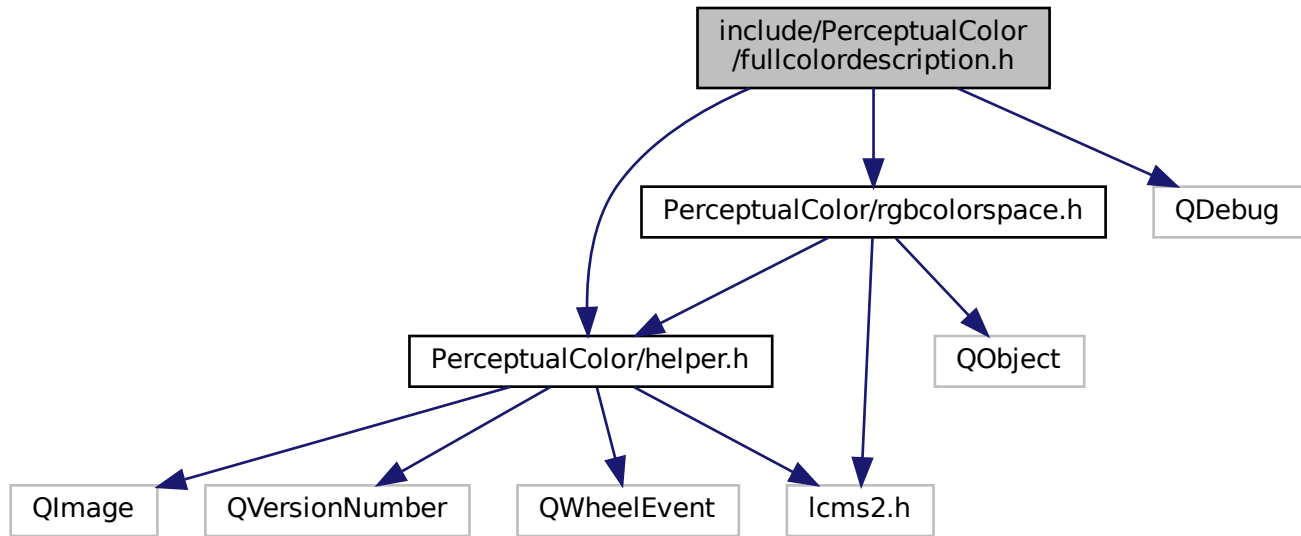 include/PerceptualColor
/fullcolordescription.h
PerceptualColor/rgbcolorspace.h
QDebug
PerceptualColor/helper.h
QObject
QImage
QVersionNumber
QWheelEvent
lcms2.h